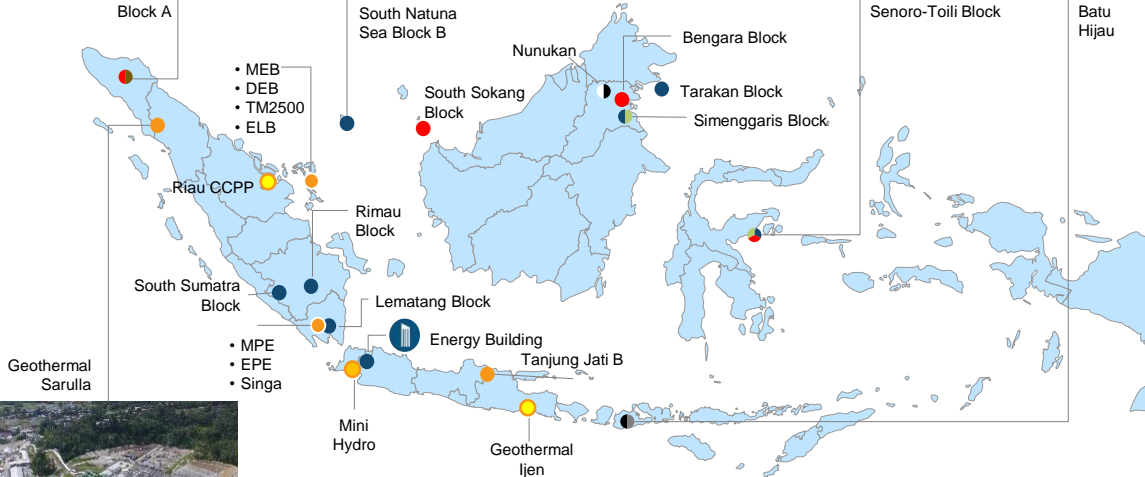 Block A
South Natuna
Sea Block B
Senoro-Toili Block
Batu
Hijau
Nunukan
Bengara Block
• MEB
• DEB
• TM2500
• ELB
South Sokang
Block
Tarakan Block
Simenggaris Block
Riau CCPP
Rimau
Block
South Sumatra
Block
Lematang Block
Energy Building
• MPE
• EPE
• Singa
Geothermal
Sarulla
Tanjung Jati B
Mini
Hydro
Geothermal
Ijen